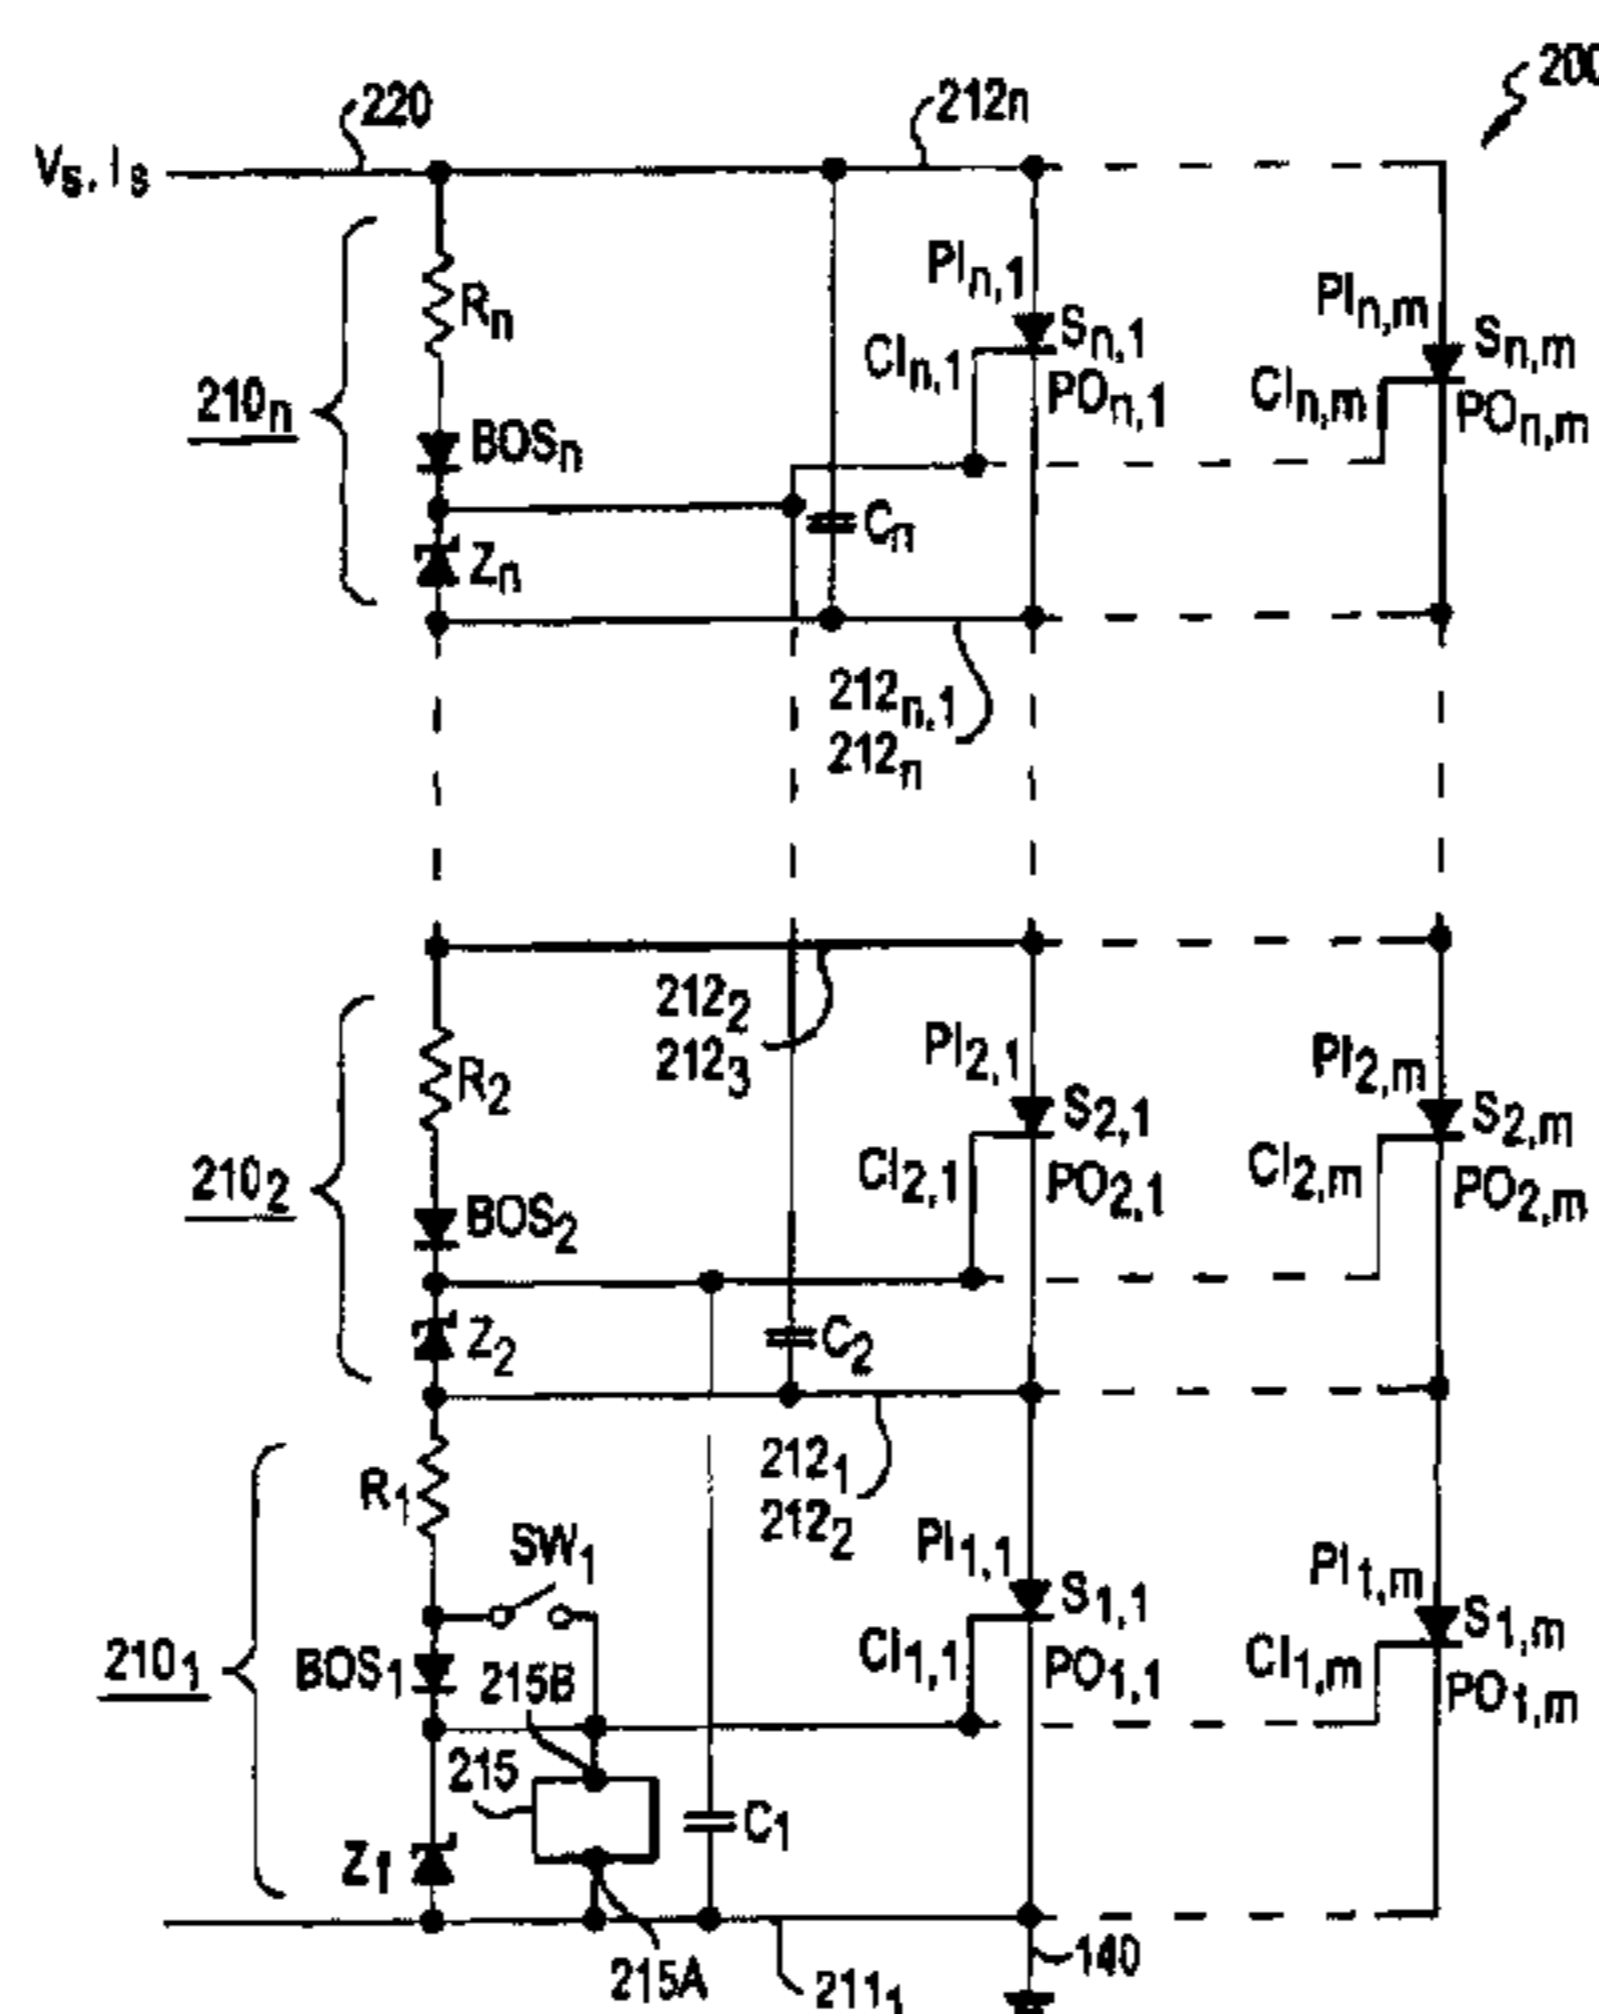 200
220
212n
Vs, Is
PIn,1
PIn,m
Rn
Sn,1
Sn,m
CIn,1
CIn,m
210n
POn,1
POn,m
BOSn
Cn
Zn
212n,1
212n
2122
2123
PI2,1
PI2,m
R2
S2,1
S2,m
CI2,1
CI2,m
2102
PO2,1
PO2,m
BOS2
C2
Z2
2121
2122
R1
SW1
PI1,1
PI1,m
S1,1
S1,m
CI1,1
CI1,m
2101
BOS1
215B
PO1,1
PO1,m
215
C1
Z1
215A
2111
140